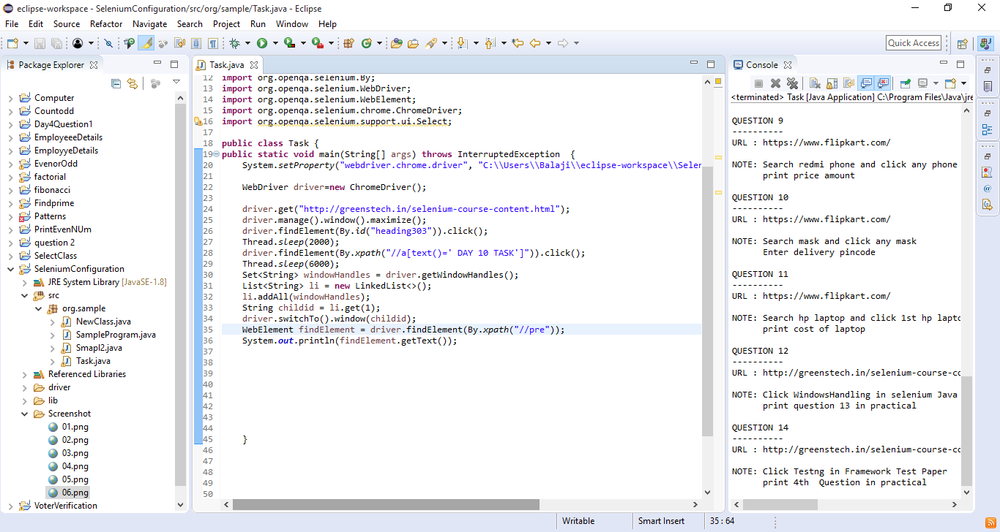 eclipse-workspace - SeleniumConfiguration/src/org/sample/Task.java - Eclipse
File Edit Source Refactor Navigate Search Project Run Window Help
Quick Access
Package Explorer
Computer
Countodd
Day4Question1
EmployeeeDetails
EmployyeDetails
EvenorOdd
factorial
fibonacci
Findprime
Patterns
PrintEvenNUm
question 2
SelectClass
SeleniumConfiguration
JRE System Library [JavaSE-1.8]
src
org.sample
NewClass.java
SampleProgram.java
Smapl2.java
Task.java
Referenced Libraries
driver
lib
Screenshot
01.png
02.png
03.png
04.png
05.png
06.png
VoterVerification
Task.java
12 import org.openqa.selenium.By;
13 import org.openqa.selenium.WebDriver;
14 import org.openqa.selenium.WebElement;
15 import org.openqa.selenium.chrome.ChromeDriver;
16 import org.openqa.selenium.support.ui.Select;
17
18 public class Task {
19 public static void main(String[] args) throws InterruptedException  {
20     System.setProperty("webdriver.chrome.driver", "C:\\Users\\Balaji\\eclipse-workspace\\Seler
21
22     WebDriver driver=new ChromeDriver();
23
24     driver.get("http://greenstech.in/selenium-course-content.html");
25     driver.manage().window().maximize();
26     driver.findElement(By.id("heading303")).click();
27     Thread.sleep(2000);
28     driver.findElement(By.xpath("//a[text()=' DAY 10 TASK']")).click();
29     Thread.sleep(6000);
30     Set<String> windowHandles = driver.getWindowHandles();
31     List<String> li = new LinkedList<>();
32     li.addAll(windowHandles);
33     String childid = li.get(1);
34     driver.switchTo().window(childid);
35     WebElement findElement = driver.findElement(By.xpath("//pre"));
36     System.out.println(findElement.getText());
37
38
39
40
41
42
43
44
45     }
46
47
48
49
50
Console
<terminated> Task [Java Application] C:\Program Files\Java\jre
QUESTION 9
----------
URL : https://www.flipkart.com/
NOTE: Search redmi phone and click any phone
print price amount
QUESTION 10
----------
URL : https://www.flipkart.com/
NOTE: Search mask and click any mask
Enter delivery pincode
QUESTION 11
----------
URL : https://www.flipkart.com/
NOTE: Search hp laptop and click 1st hp lapto
print cost of laptop
QUESTION 12
----------
URL : http://greenstech.in/selenium-course-co
NOTE: Click WindowsHandling in selenium Java
print question 13 in practical
QUESTION 14
----------
URL : http://greenstech.in/selenium-course-co
NOTE: Click Testng in Framework Test Paper
print 4th  Question in practical
Writable Smart Insert 35 : 64